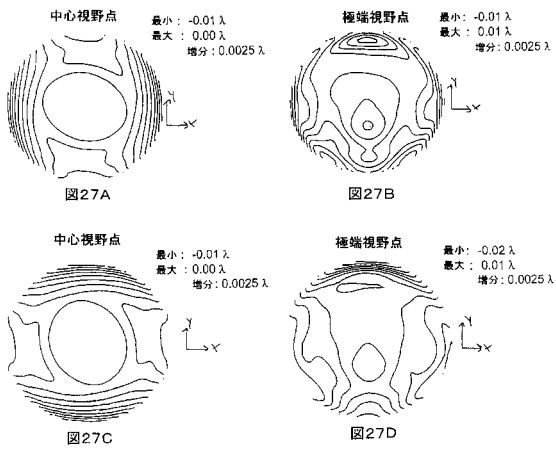 中心視野点
最小: -0.01 λ
最大 : 0.00 λ
増分 : 0.0025 λ
Y
X
図27A
極端視野点
最小: -0.01 λ
最大 : 0.01 λ
増分 : 0.0025 λ
Y
X
図27B
中心視野点
最小: -0.01 λ
最大 : 0.00 λ
増分 : 0.0025 λ
Y
X
図27C
極端視野点
最小: -0.02 λ
最大 : 0.01 λ
増分 : 0.0025 λ
Y
X
図27D